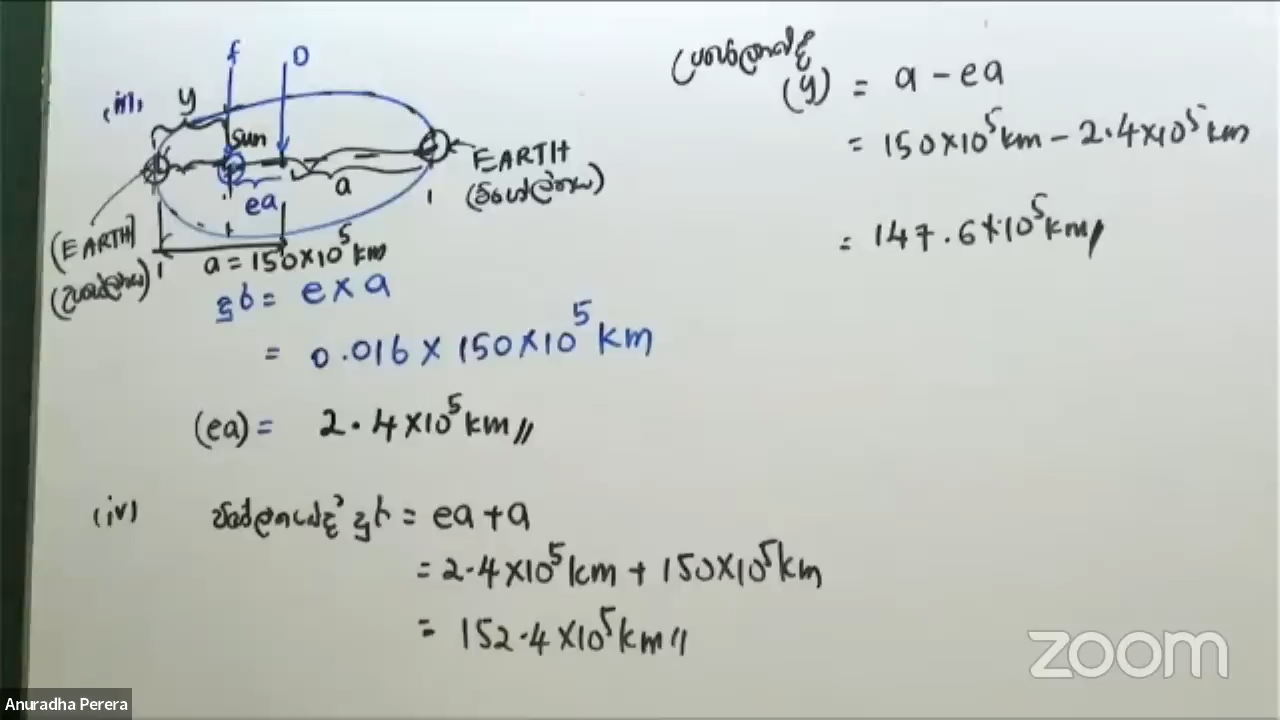 (iii)
y
f
O
sun
ea
a
EARTH
(EARTH)
a = 150×10⁵ km
දුර = e × a
= 0.016 × 150×10⁵ km
(ea) = 2.4×10⁵ km //
(iv) දුර = ea + a
= 2.4×10⁵ km + 150×10⁵ km
= 152.4×10⁵ km //
(y) = a - ea
= 150×10⁵ km - 2.4×10⁵ km
= 147.6×10⁵ km //
zoom
Anuradha Perera